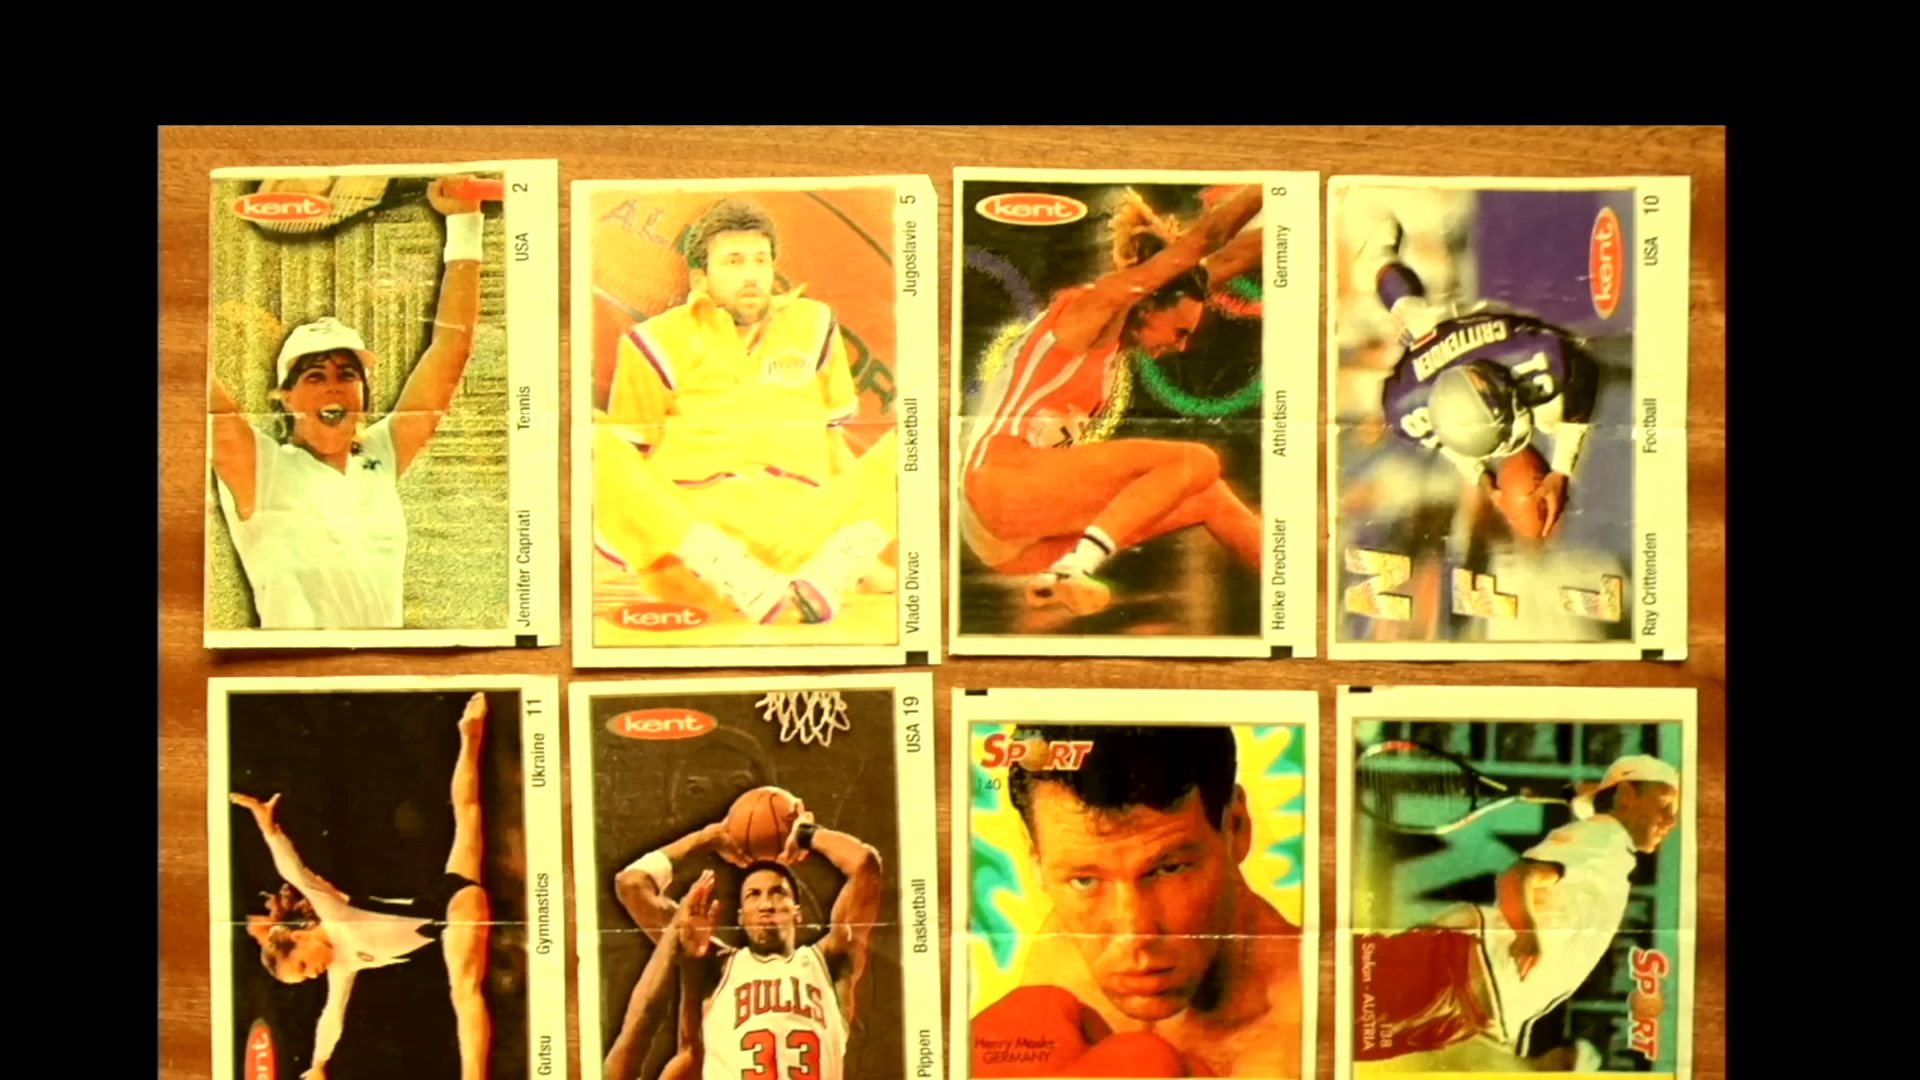 kent
Jennifer Capriati Tennis USA 2
kent
Vlade Divac Basketball Jugoslavie 5
kent
Heike Drechsler Athletism Germany 8
kent
CRITTENDEN
81
NFL
Ray Crittenden Football USA 10
kent
Gutsu Gymnastics Ukraine 11
kent
BULLS
33
Pippen Basketball USA 19
SPORT
140
Henry Maske
GERMANY
SPORT
138
AUSTRIA